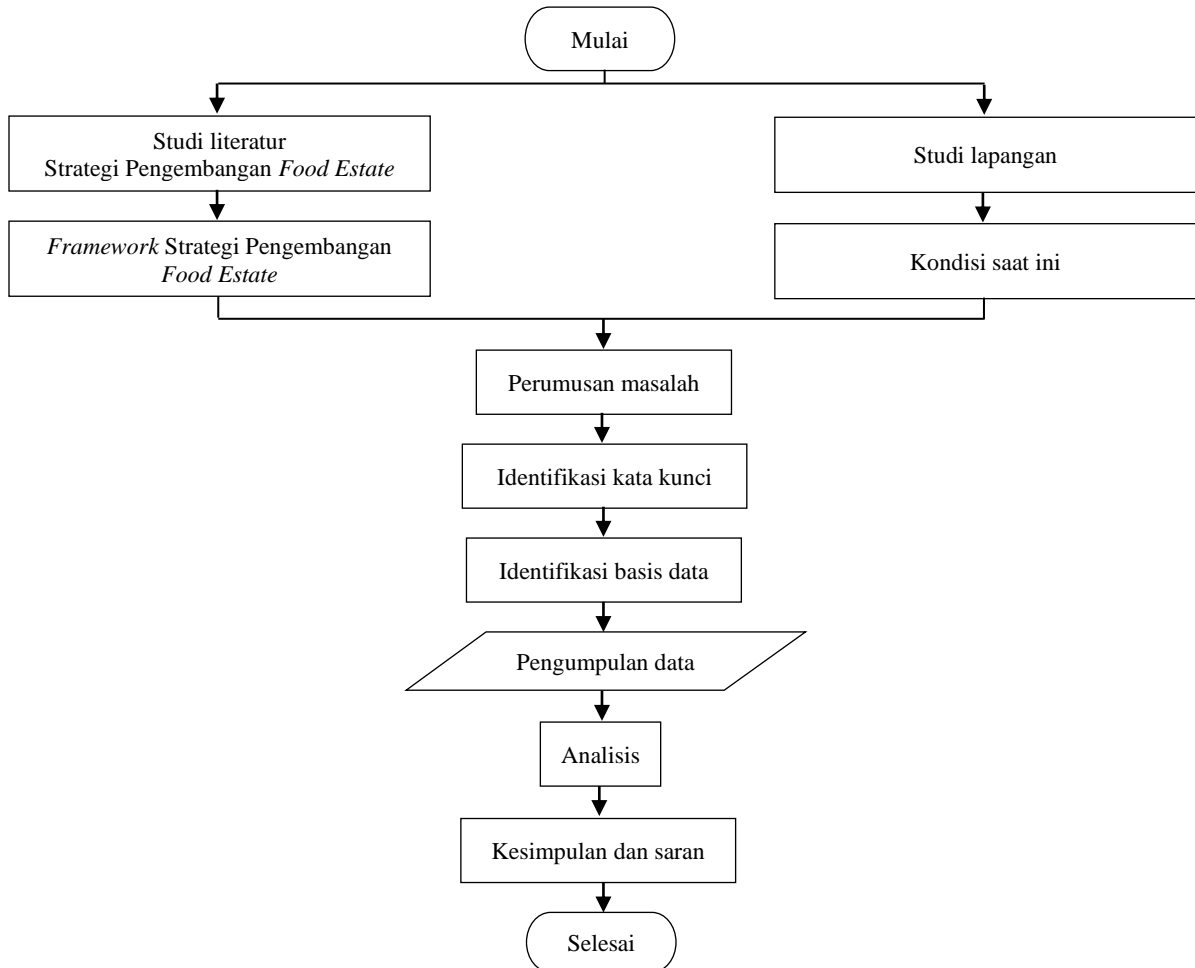 Mulai
Studi literatur
Strategi Pengembangan Food Estate
Studi lapangan
Framework Strategi Pengembangan
Food Estate
Kondisi saat ini
Perumusan masalah
Identifikasi kata kunci
Identifikasi basis data
Pengumpulan data
Analisis
Kesimpulan dan saran
Selesai